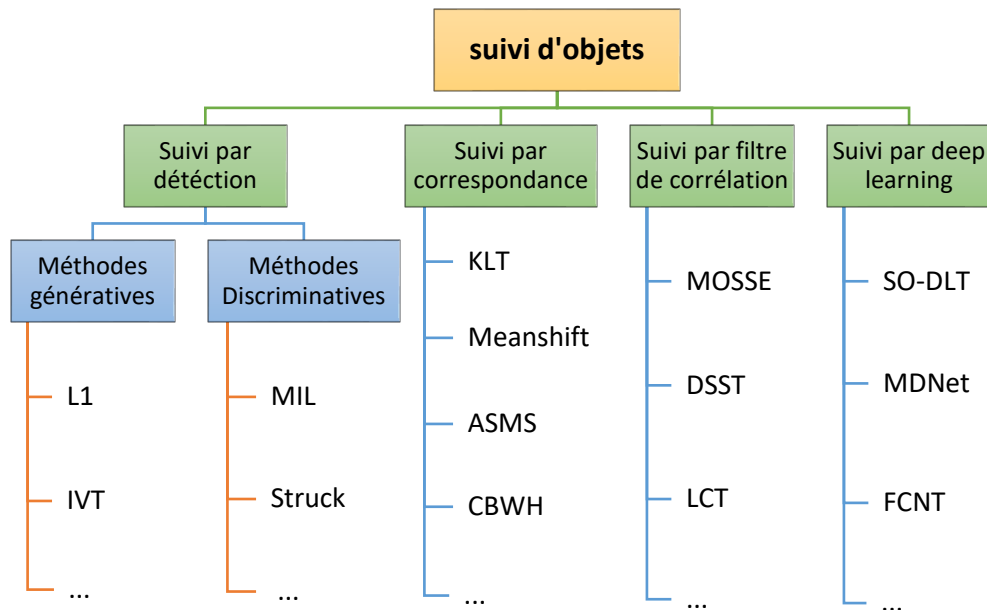 suivi d'objets
Suivi par
détéction
Suivi par
correspondance
Suivi par filtre
de corrélation
Suivi par deep
learning
Méthodes
génératives
Méthodes
Discriminatives
L1
IVT
...
MIL
Struck
...
KLT
Meanshift
ASMS
CBWH
...
MOSSE
DSST
LCT
...
SO-DLT
MDNet
FCNT
...